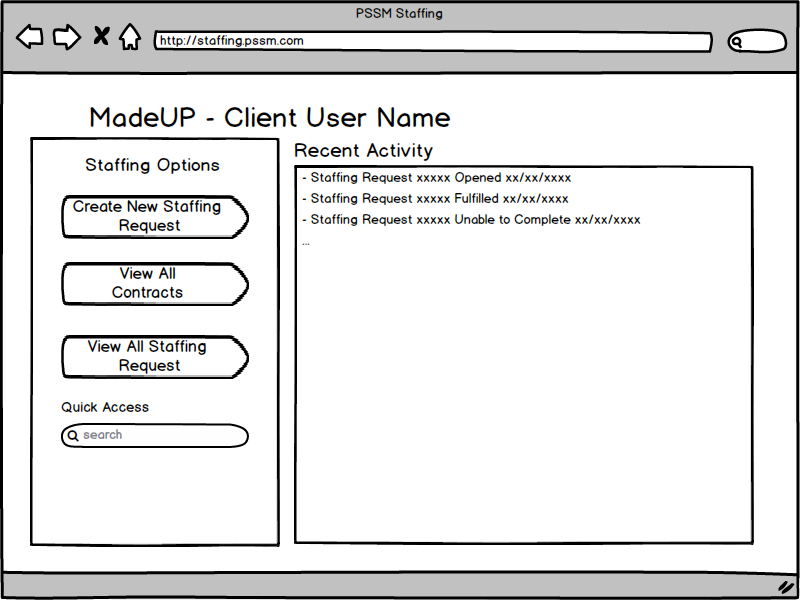 PSSM Staffing
http://staffing.pssm.com
MadeUP - Client User Name
Staffing Options
Create New Staffing
Request
View All
Contracts
View All Staffing
Request
Quick Access
search
Recent Activity
- Staffing Request xxxxx Opened xx/xx/xxxx
- Staffing Request xxxxx Fulfilled xx/xx/xxxx
- Staffing Request xxxxx Unable to Complete xx/xx/xxxx
...